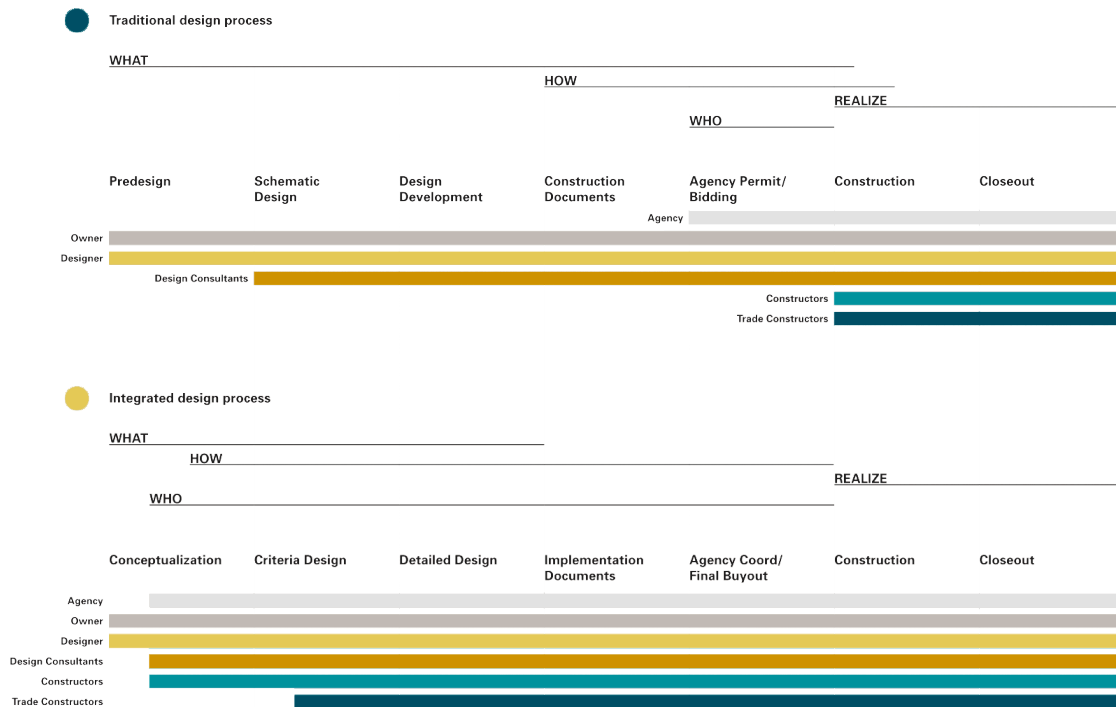 Traditional design process
WHAT
HOW
REALIZE
WHO
Predesign
Schematic
Design
Design
Development
Construction
Documents
Agency Permit/
Bidding
Construction
Closeout
Agency
Owner
Designer
Design Consultants
Constructors
Trade Constructors
Integrated design process
WHAT
HOW
REALIZE
WHO
Conceptualization
Criteria Design
Detailed Design
Implementation
Documents
Agency Coord/
Final Buyout
Construction
Closeout
Agency
Owner
Designer
Design Consultants
Constructors
Trade Constructors